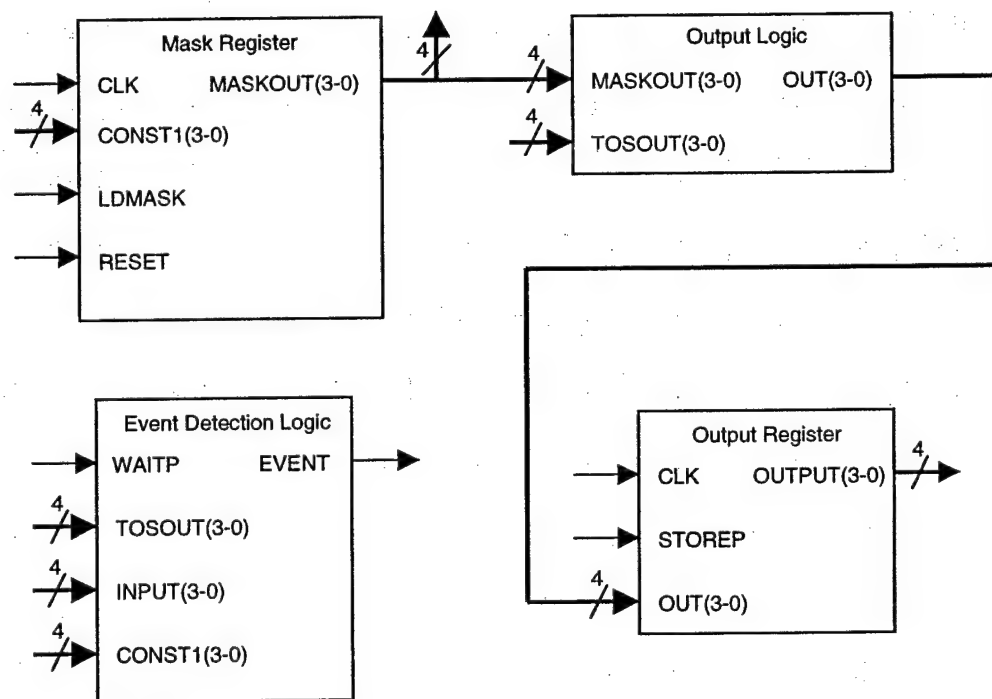 Mask Register
CLK MASKOUT(3-0)
4
CONST1(3-0)
LDMASK
RESET
4
Output Logic
4
MASKOUT(3-0) OUT(3-0)
4
TOSOUT(3-0)
Event Detection Logic
WAITP EVENT
4
TOSOUT(3-0)
4
INPUT(3-0)
4
CONST1(3-0)
Output Register
CLK OUTPUT(3-0)
4
STOREP
4
OUT(3-0)